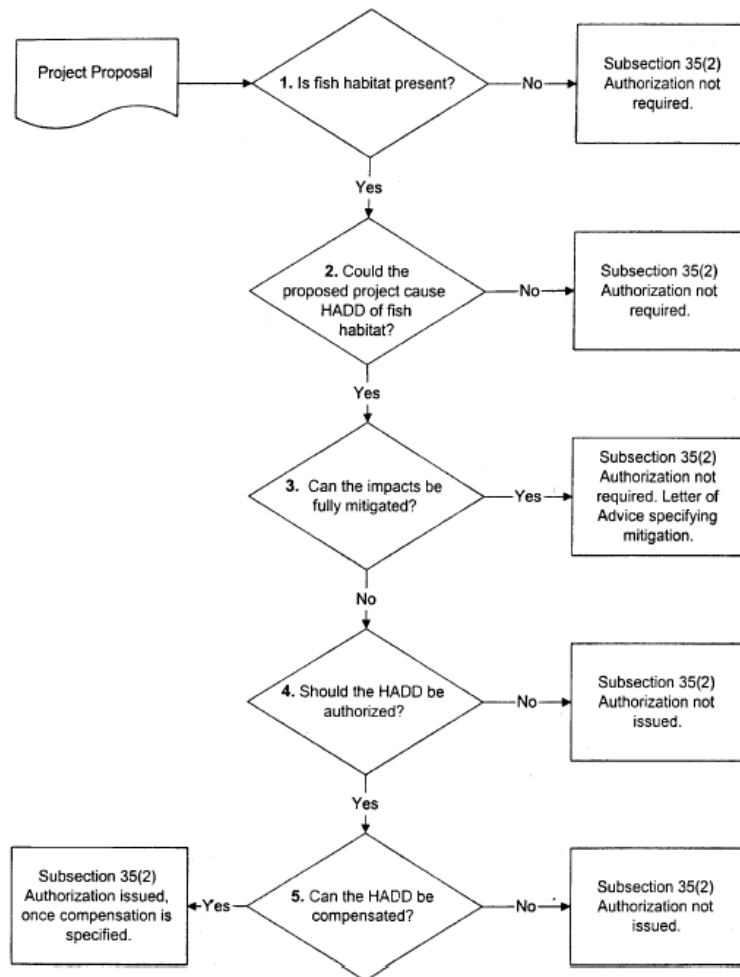 Project Proposal
1. Is fish habitat present?
No
Subsection 35(2)
Authorization not
required.
Yes
2. Could the
proposed project cause
HADD of fish
habitat?
No
Subsection 35(2)
Authorization not
required.
Yes
3. Can the impacts be
fully mitigated?
Yes
Subsection 35(2)
Authorization not
required. Letter of
Advice specifying
mitigation.
No
4. Should the HADD be
authorized?
No
Subsection 35(2)
Authorization not
issued.
Yes
Subsection 35(2)
Authorization issued,
once compensation is
specified.
Yes
5. Can the HADD be
compensated?
No
Subsection 35(2)
Authorization not
issued.